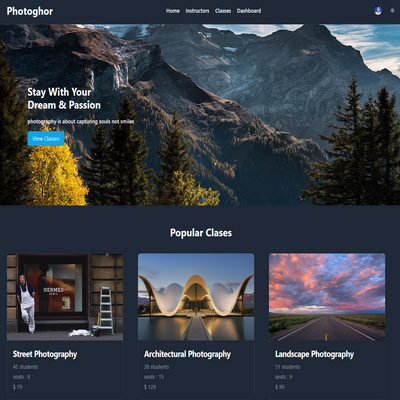 Photoghor
Home Instructors Classes Dashboard
Stay With Your
Dream & Passion
photography is about capturing souls not smiles
View Classes
Popular Clases
HERMES
PARIS
Street Photography
45 students
seats : 8
$ 79
Architectural Photography
28 students
seats : 15
$ 129
Landscape Photography
51 students
seats : 9
$ 99